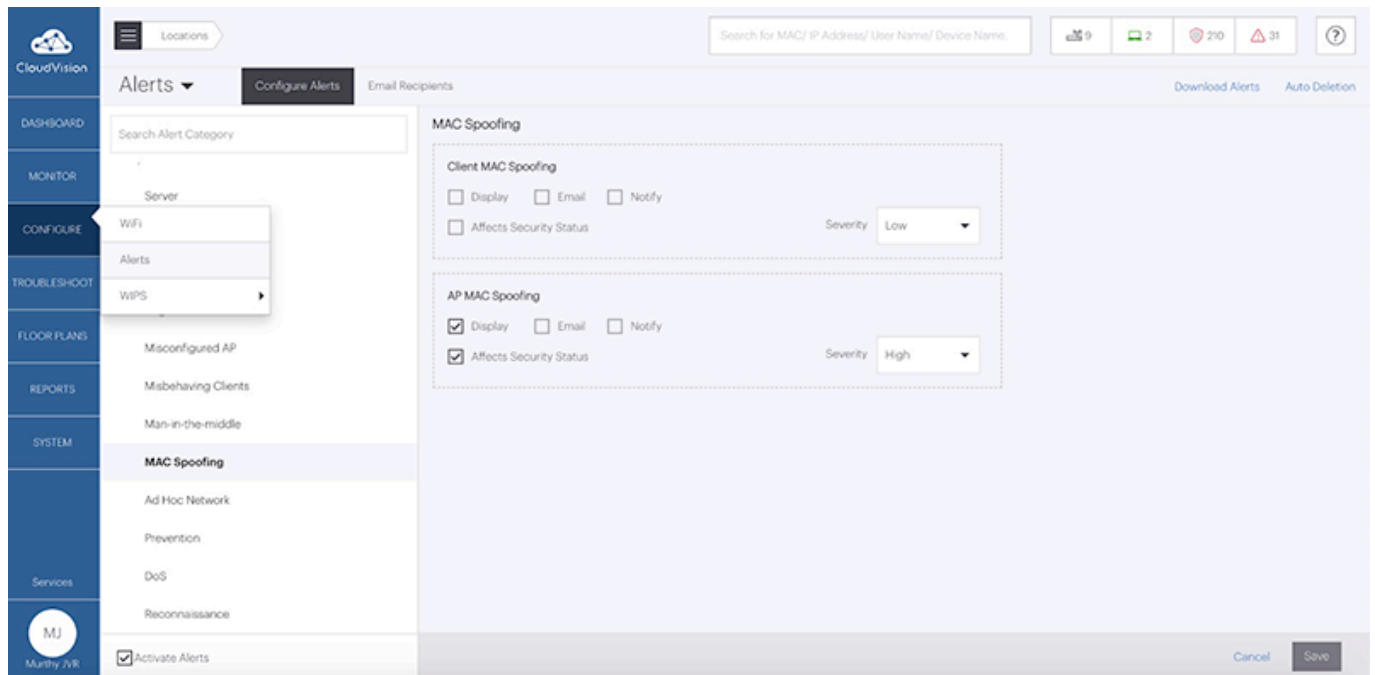 CloudVision
Locations
Search for MAC/ IP Address/ User Name/ Device Name.
9
2
210
31
?
Alerts
Configure Alerts
Email Recipients
Download Alerts
Auto Deletion
DASHBOARD
MONITOR
CONFIGURE
TROUBLESHOOT
FLOOR PLANS
REPORTS
SYSTEM
Services
MJ
Murthy JVR
WiFi
Alerts
WIPS
Search Alert Category
Server
Misconfigured AP
Misbehaving Clients
Man-in-the-middle
MAC Spoofing
Ad Hoc Network
Prevention
DoS
Reconnaissance
Activate Alerts
MAC Spoofing
Client MAC Spoofing
Display Email Notify
Affects Security Status Severity Low
AP MAC Spoofing
Display Email Notify
Affects Security Status Severity High
Cancel
Save